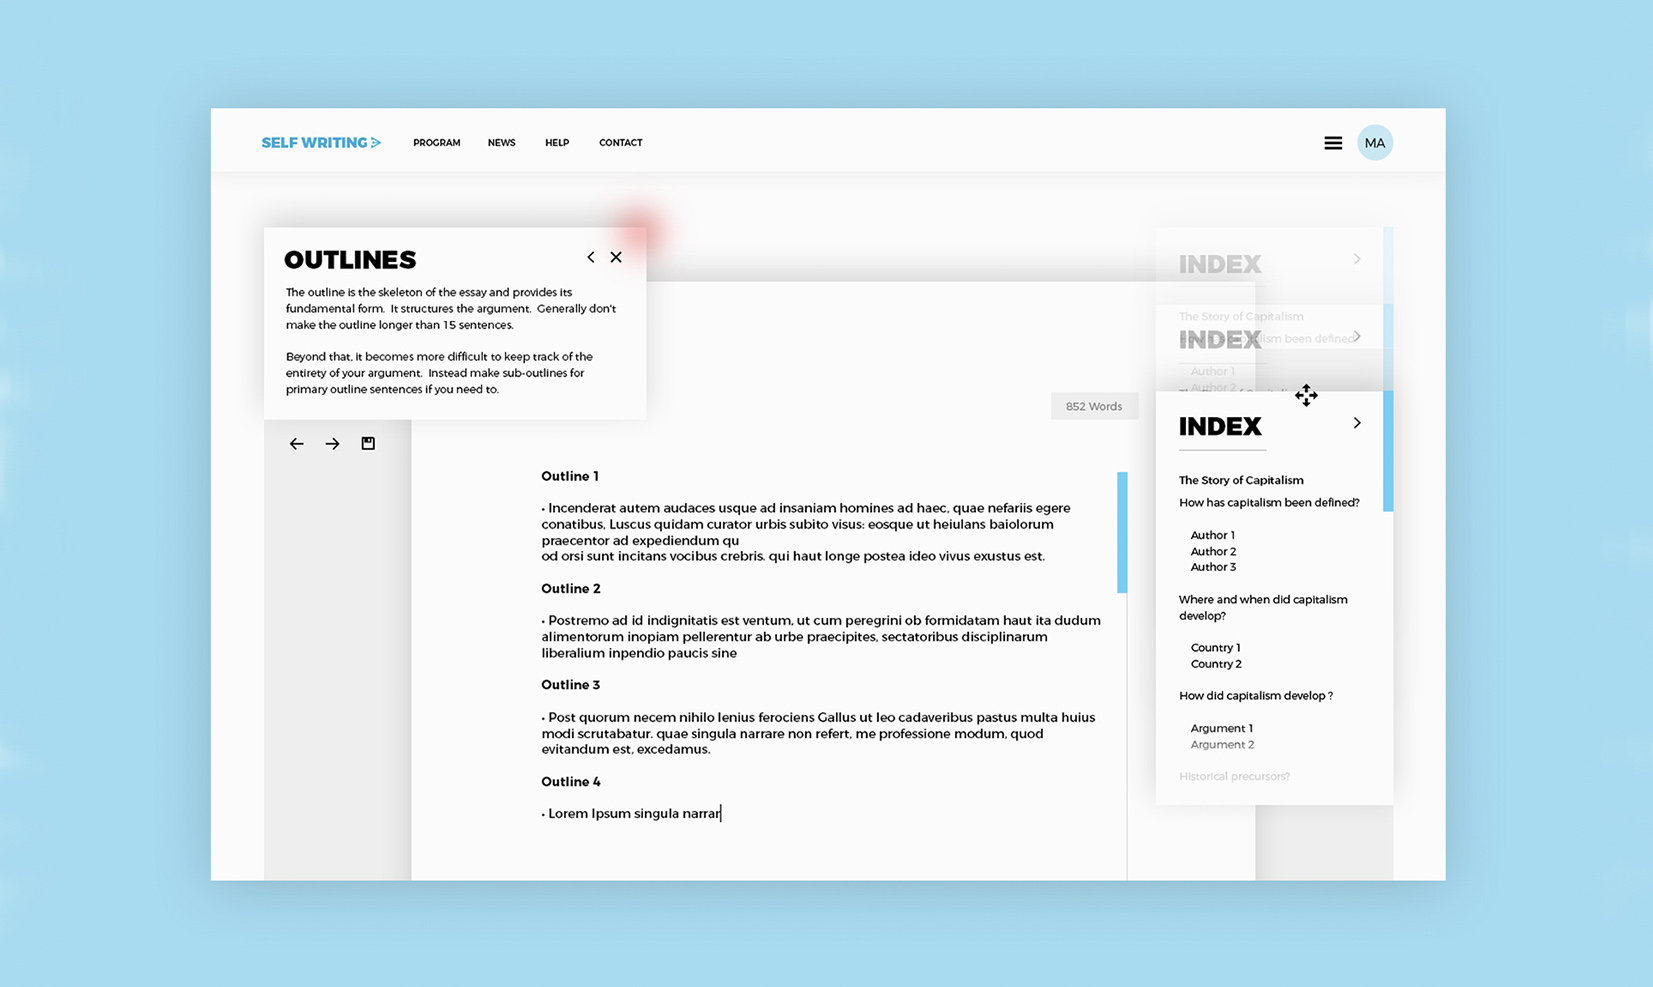 SELF WRITING
PROGRAM
NEWS
HELP
CONTACT
MA
OUTLINES
The outline is the skeleton of the essay and provides its
fundamental form.  It structures the argument.  Generally don't
make the outline longer than 15 sentences.
Beyond that, it becomes more difficult to keep track of the
entirety of your argument.  Instead make sub-outlines for
primary outline sentences if you need to.
852 Words
Outline 1
• Incenderat autem audaces usque ad insaniam homines ad haec, quae nefariis egere
conatibus, Luscus quidam curator urbis subito visus: eosque ut heiulans baiolorum
praecentor ad expediendum qu
od orsi sunt incitans vocibus crebris. qui haut longe postea ideo vivus exustus est.
Outline 2
• Postremo ad id indignitatis est ventum, ut cum peregrini ob formidatam haut ita dudum
alimentorum inopiam pellerentur ab urbe praecipites, sectatoribus disciplinarum
liberalium inpendio paucis sine
Outline 3
• Post quorum necem nihilo lenius ferociens Gallus ut leo cadaveribus pastus multa huius
modi scrutabatur. quae singula narrare non refert, me professione modum, quod
evitandum est, excedamus.
Outline 4
• Lorem Ipsum singula narrar
INDEX
The Story of Capitalism
How has capitalism been defined?
INDEX
Author 1
Author 2
INDEX
The Story of Capitalism
How has capitalism been defined?
Author 1
Author 2
Author 3
Where and when did capitalism
develop?
Country 1
Country 2
How did capitalism develop ?
Argument 1
Argument 2
Historical precursors?